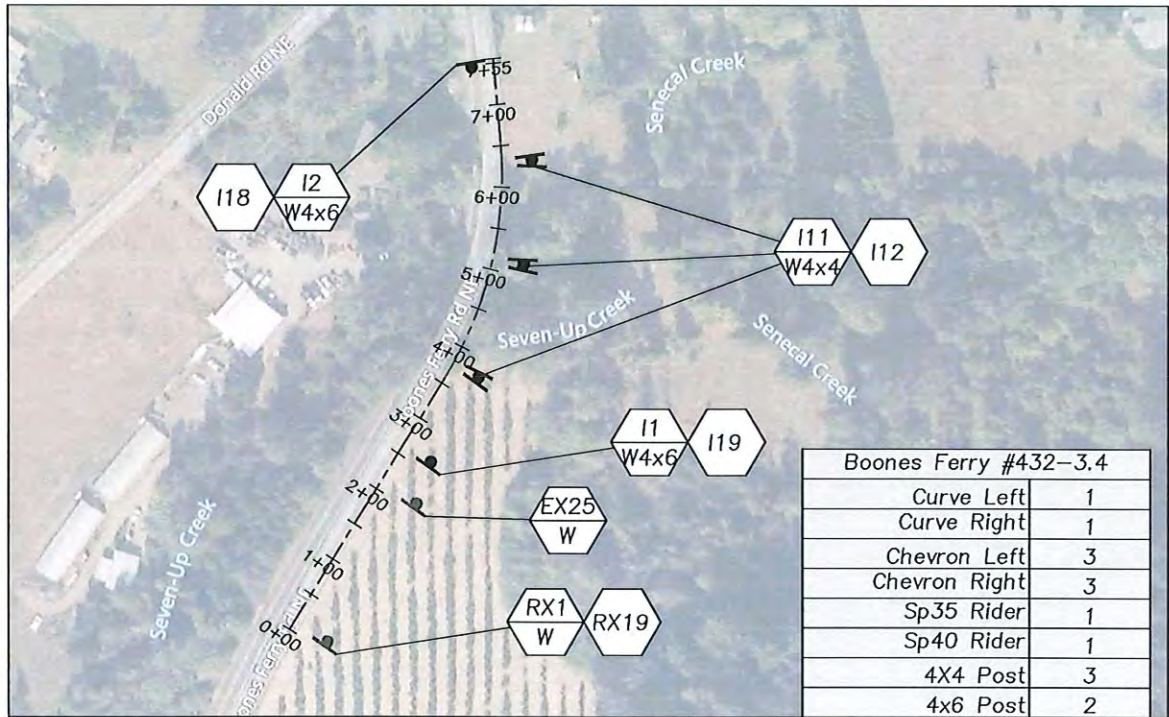 Donald Rd NE
Senecal Creek
+55
7+00
I18
I2
W4x6
6+00
I11
W4x4
I12
5+00
Seven-Up Creek
Senecal Creek
4+00
Boones Ferry Rd NE
3+00
I1
W4x6
I19
2+00
EX25
W
1+00
Seven-Up Creek
RX1
W
RX19
0+00
Boones Ferry #432-3.4
Curve Left 1
Curve Right 1
Chevron Left 3
Chevron Right 3
Sp35 Rider 1
Sp40 Rider 1
4X4 Post 3
4x6 Post 2